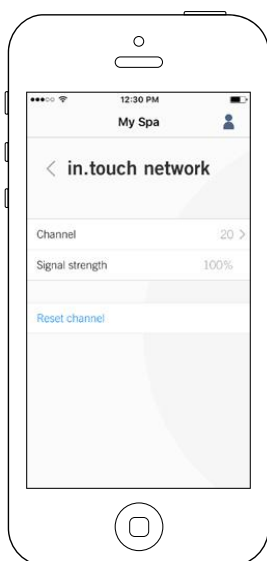 12:30 PM
My Spa
< in.touch network
Channel 20 >
Signal strength 100%
Reset channel